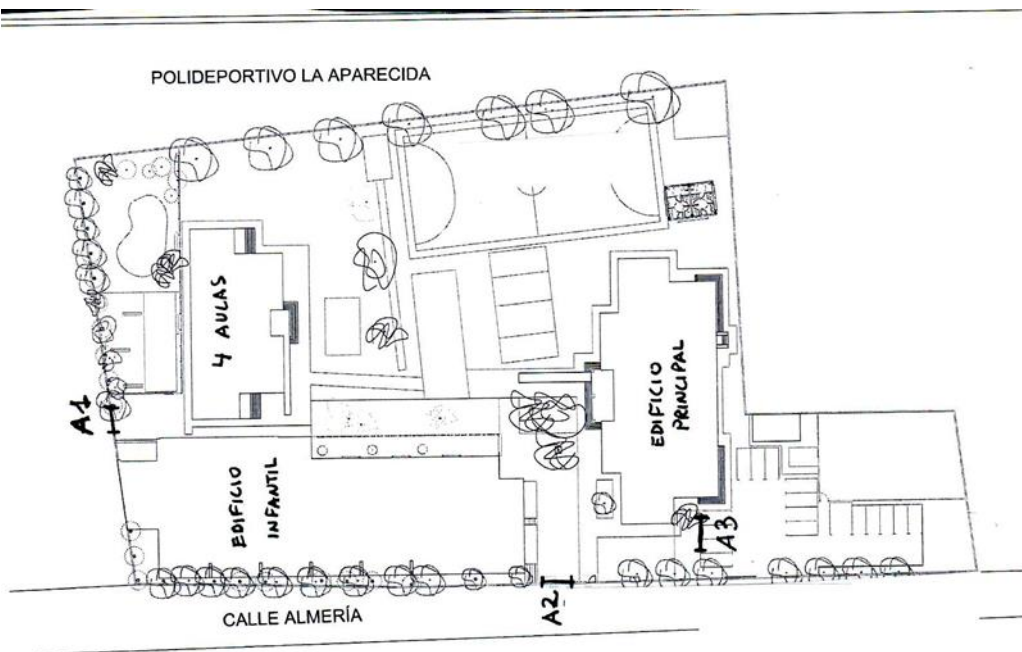 POLIDEPORTIVO LA APARECIDA
4 AULAS
EDIFICIO
PRINCIPAL
A1
EDIFICIO
INFANTIL
A3
A2
CALLE ALMERÍA